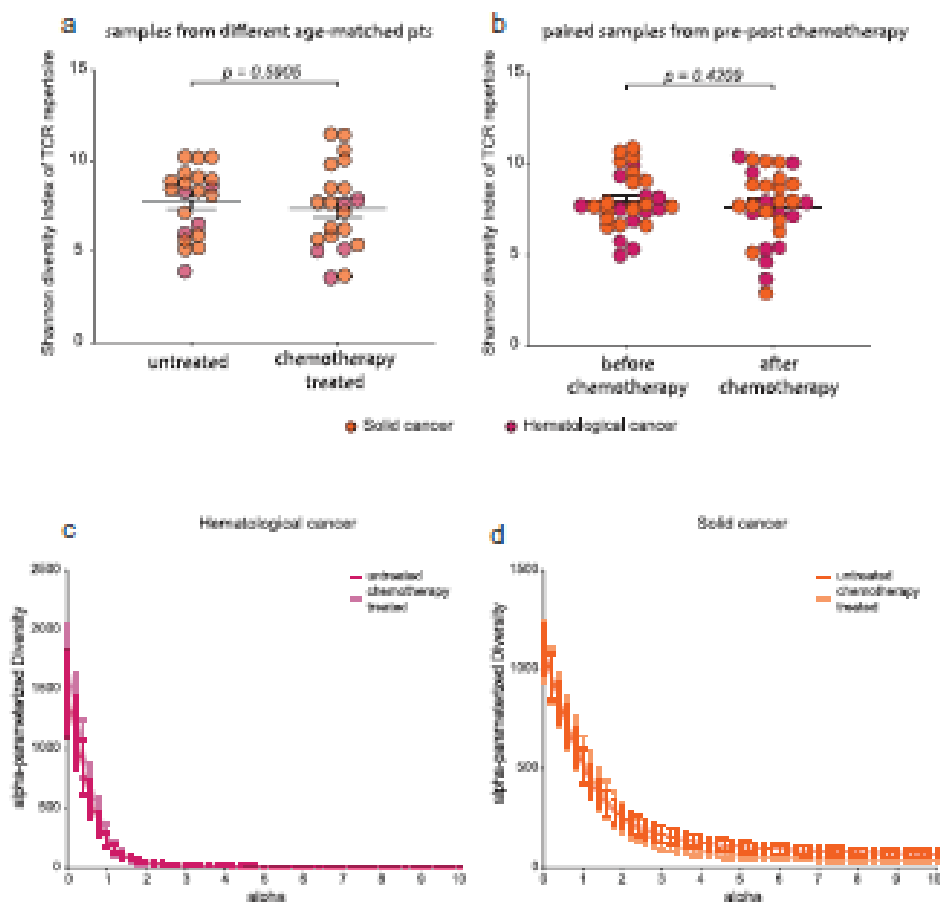 a
samples from different age-matched pts
b
paired samples from pre-post chemotherapy
Shannon diversity Index of TCR repertoire
15
10
5
0
p = 0.5905
untreated
chemotherapy
treated
Shannon diversity Index of TCR repertoire
15
10
5
0
before
chemotherapy
after
chemotherapy
Solid cancer
Hematological cancer
c
Hematological cancer
d
Solid cancer
alpha-parameterized Diversity
2500
2000
1500
1000
500
0
untreated
chemotherapy
treated
0 1 2 3 4 5 6 7 8 9 10
alpha
alpha-parameterized Diversity
1500
1000
500
0
untreated
chemotherapy
treated
0 1 2 3 4 5 6 7 8 9 10
alpha